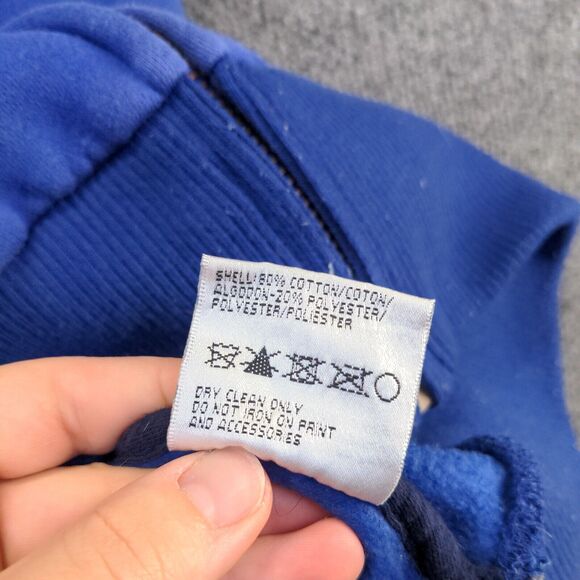 SHELL:80% COTTON/COTON/
ALGODON-20% POLYESTER/
POLYESTER/POLIESTER
DRY CLEAN ONLY
DO NOT IRON ON PRINT
AND ACCESSORIES